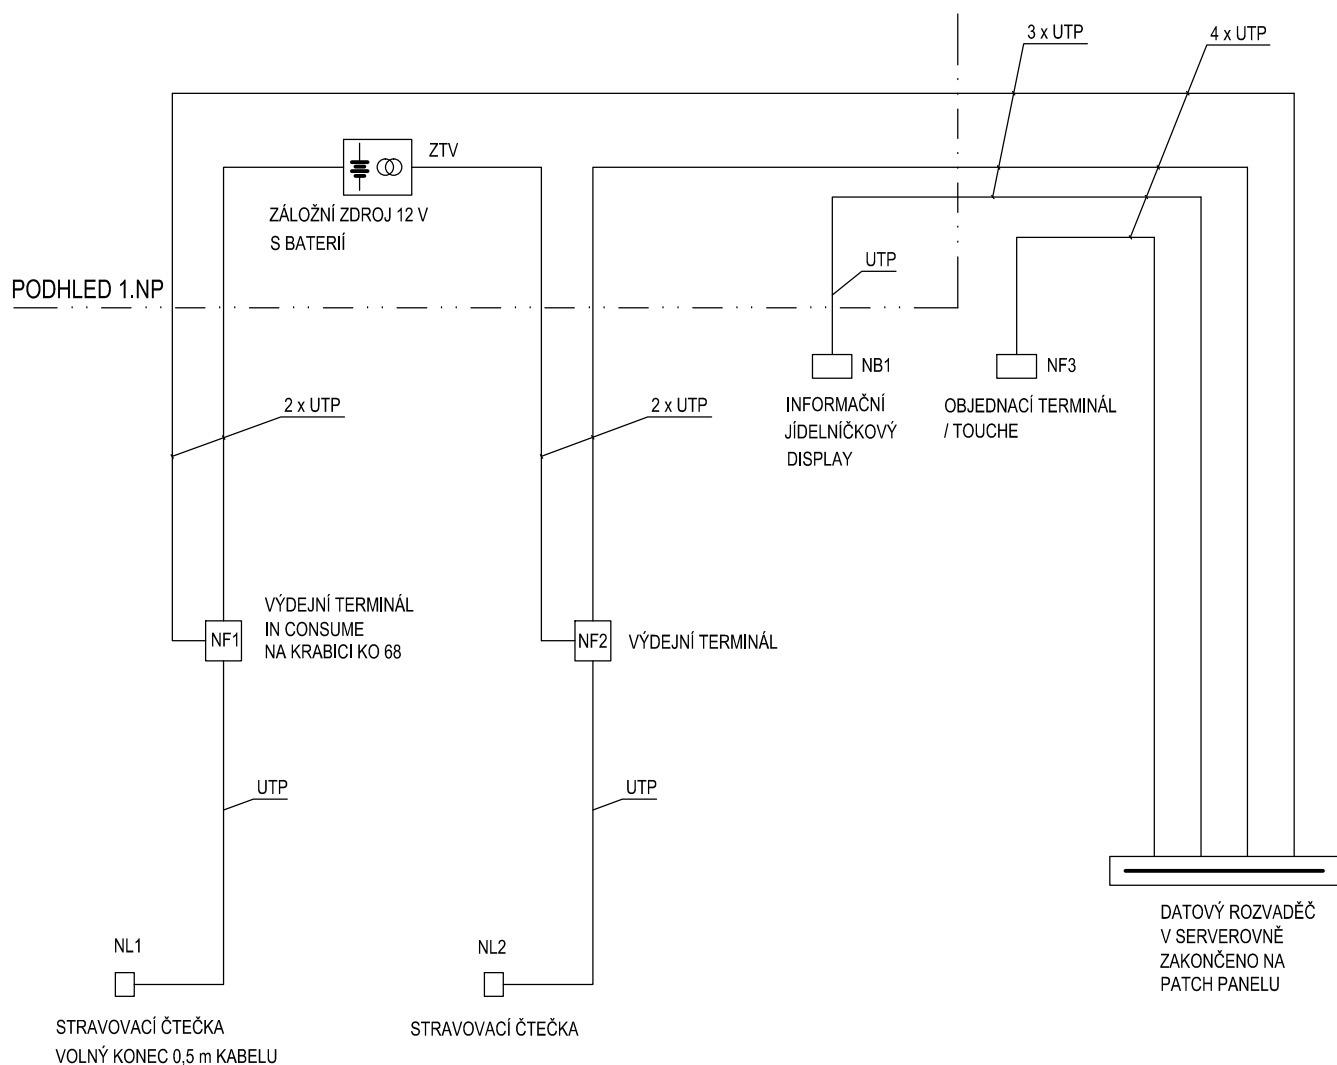 3 x UTP
4 x UTP
ZTV
ZÁLOŽNÍ ZDROJ 12 V
S BATERIÍ
UTP
PODHLED 1.NP
NB1
NF3
INFORMAČNÍ
JÍDELNÍČKOVÝ
DISPLAY
OBJEDNACÍ TERMINÁL
/ TOUCHE
2 x UTP
2 x UTP
NF1
VÝDEJNÍ TERMINÁL
IN CONSUME
NA KRABICI KO 68
NF2
VÝDEJNÍ TERMINÁL
UTP
UTP
DATOVÝ ROZVADĚČ
V SERVEROVNĚ
ZAKONČENO NA
PATCH PANELU
NL1
NL2
STRAVOVACÍ ČTEČKA
VOLNÝ KONEC 0,5 m KABELU
STRAVOVACÍ ČTEČKA